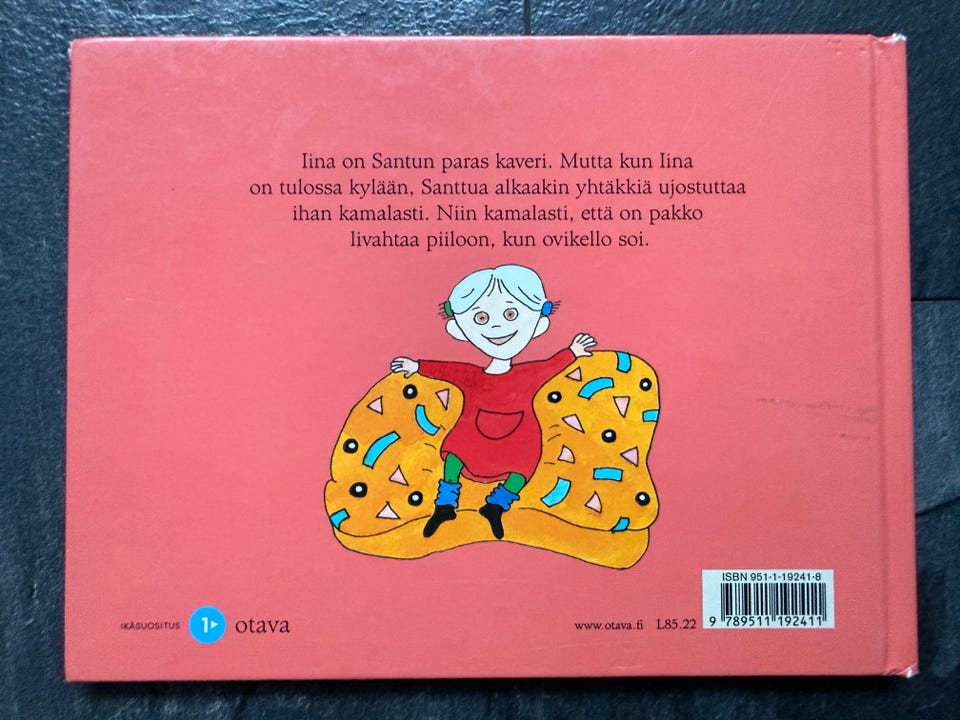 Iina on Santun paras kaveri. Mutta kun Iina
on tulossa kylään, Santtua alkaakin yhtäkkiä ujostuttaa
ihan kamalasti. Niin kamalasti, että on pakko
livahtaa piiloon, kun ovikello soi.
ISBN 951-1-19241-8
9 789511 192411
IKÄSUOSITUS 1 otava
www.otava.fi L85.22